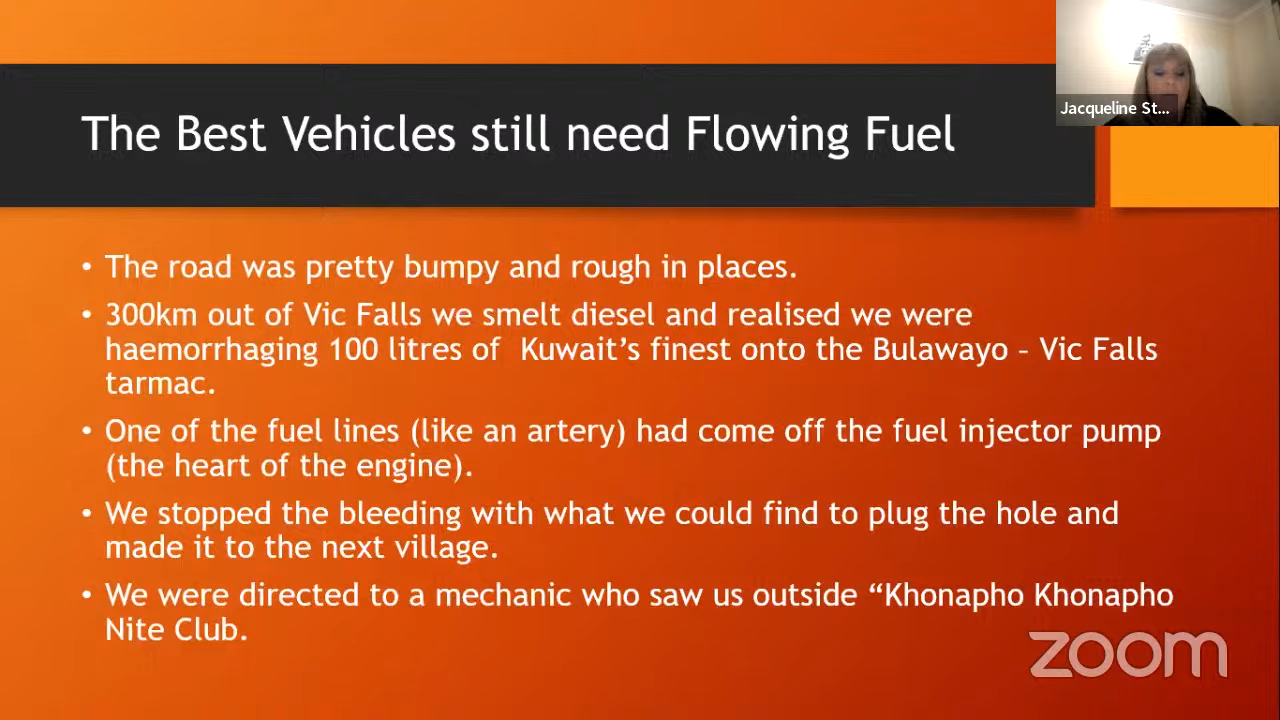 Jacqueline St...
The Best Vehicles still need Flowing Fuel
• The road was pretty bumpy and rough in places.
• 300km out of Vic Falls we smelt diesel and realised we were
haemorrhaging 100 litres of  Kuwait’s finest onto the Bulawayo – Vic Falls
tarmac.
• One of the fuel lines (like an artery) had come off the fuel injector pump
(the heart of the engine).
• We stopped the bleeding with what we could find to plug the hole and
made it to the next village.
• We were directed to a mechanic who saw us outside “Khonapho Khonapho
Nite Club.
zoom